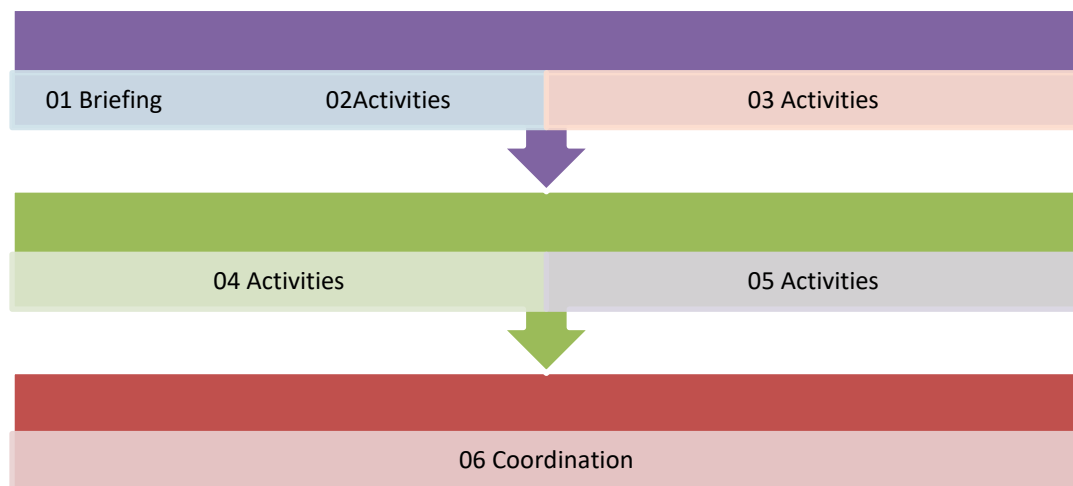 01 Briefing 02Activities 03 Activities
04 Activities 05 Activities
06 Coordination